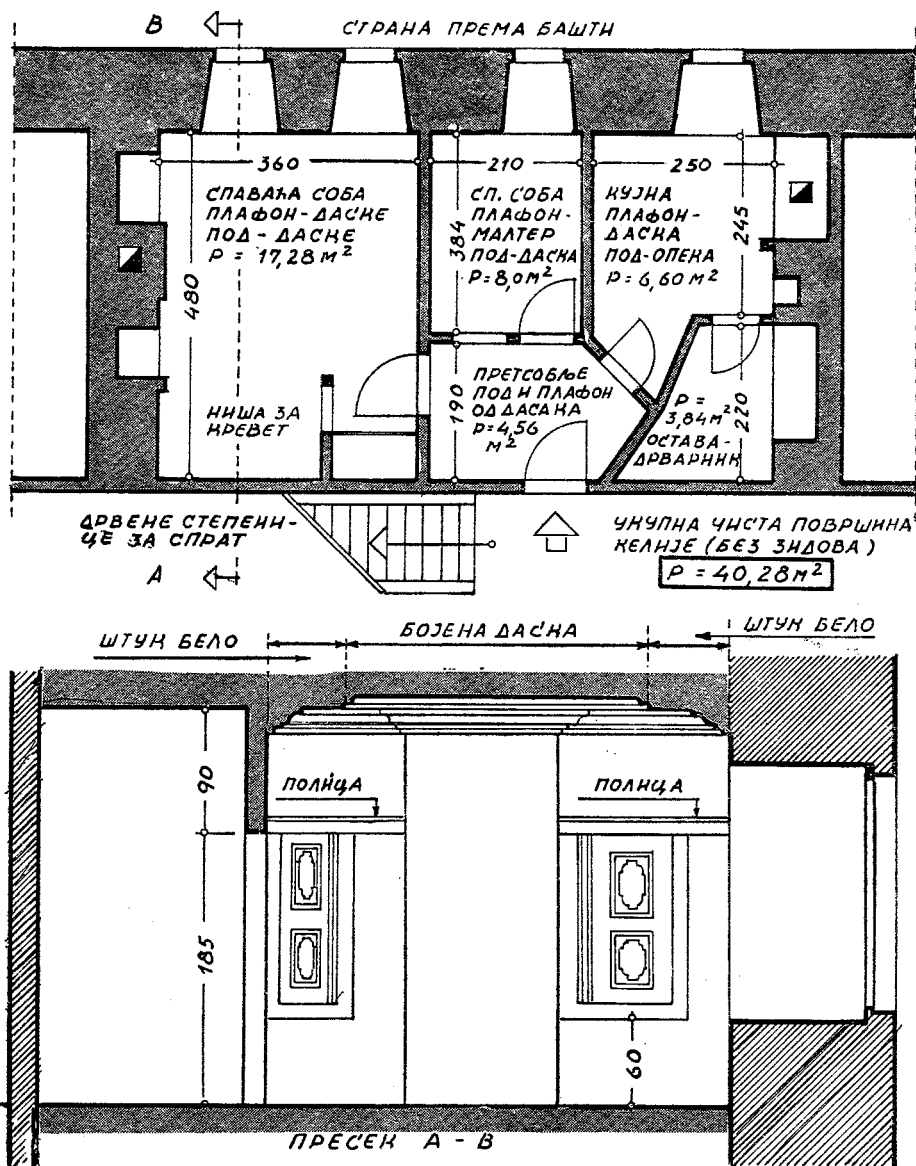 В
СТРАНА ПРЕМА БАШТИ
360
210
250
СПАВАЋА СОБА
ПЛАФОН-ДАСКЕ
ПОД - ДАСКЕ
Р = 17,28 м²
480
СП. СОБА
ПЛАФОН-
МАЛТЕР
ПОД-ДАСКА
Р=8,0м²
384
КУЈНА
ПЛАФОН-
ДАСКА
ПОД-ОПЕКА
Р=6,60м²
245
НИША ЗА
КРЕВЕТ
190
ПРЕТСОБЉЕ
ПОД И ПЛАФОН
ОД ДАСАКА
Р=4,56
м²
Р =
3,84м²
ОСТАВА-
ДРВАРНИК
220
ДРВЕНЕ СТЕПЕНИ-
ЦЕ ЗА СПРАТ
А
УКУПНА ЧИСТА ПОВРШИНА
КЕЛИЈЕ (БЕЗ ЗИДОВА)
Р = 40,28м²
ШТУК БЕЛО
БОЈЕНА ДАСКА
ШТУК БЕЛО
90
ПОЛИЦА
ПОЛИЦА
185
60
ПРЕСЕК А - В